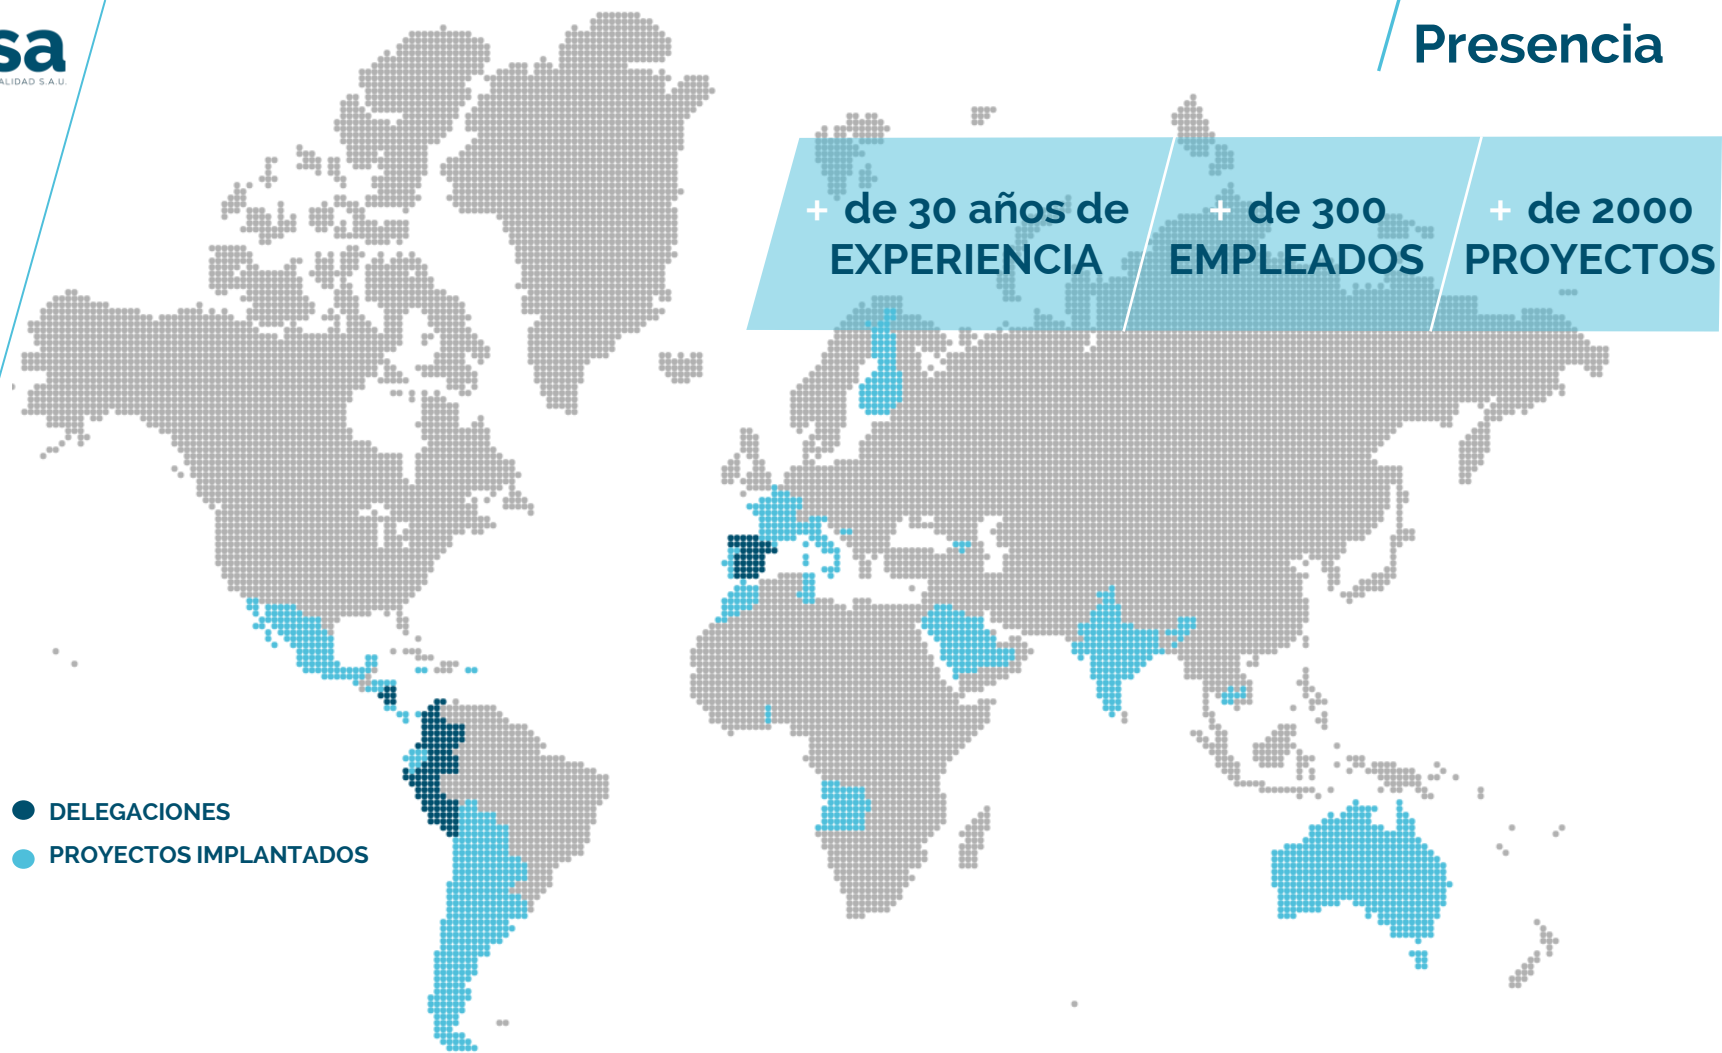 sa
ALIDAD S.A.U.
Presencia
+ de 30 años de
EXPERIENCIA
+ de 300
EMPLEADOS
+ de 2000
PROYECTOS
DELEGACIONES
PROYECTOS IMPLANTADOS